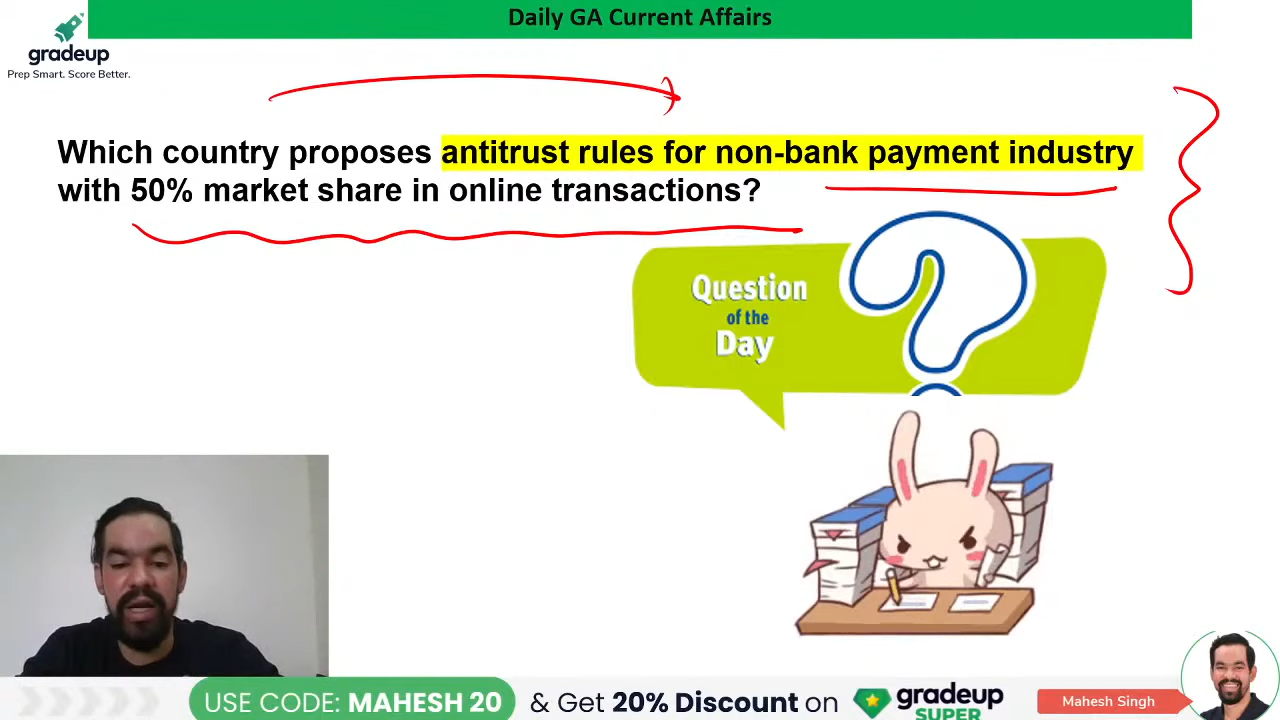 Daily GA Current Affairs
gradeup
Prep Smart. Score Better.
Which country proposes antitrust rules for non-bank payment industry
with 50% market share in online transactions?
Question
of the
Day
USE CODE: MAHESH 20 & Get 20% Discount on gradeup
SUPER
Mahesh Singh